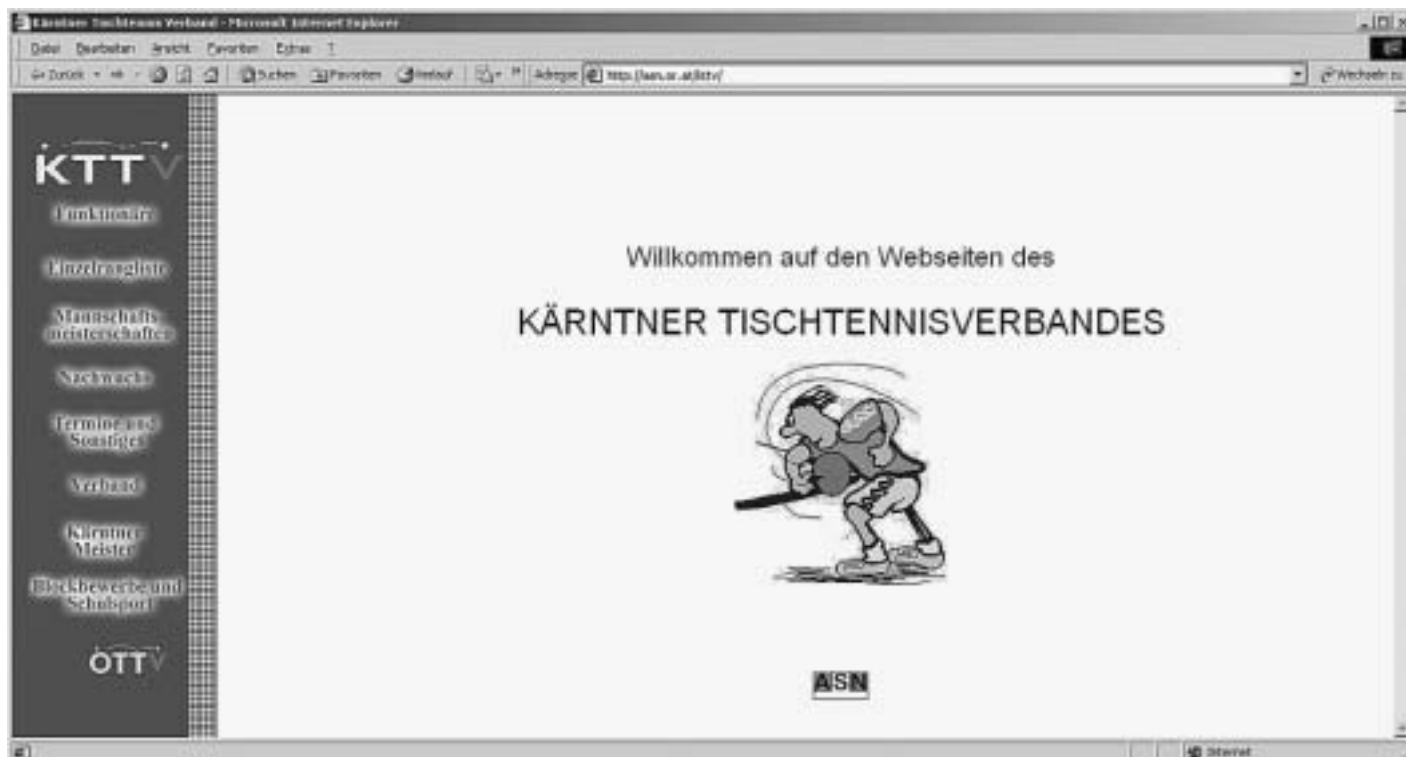 Kärntner Tischtennis Verband - Microsoft Internet Explorer
Datei Bearbeiten Ansicht Favoriten Extras ?
Zurück Suchen Favoriten Verlauf Adresse Wechseln zu
KTTV
Funktionäre
Einzelrangliste
Mannschafts
meisterschaften
Nachwuchs
Termine und
Sonstiges
Verband
Kärntner
Meister
Blockbewerbe und
Schulsport
ÖTTV
Willkommen auf den Webseiten des
KÄRNTNER TISCHTENNISVERBANDES
ASN
Internet